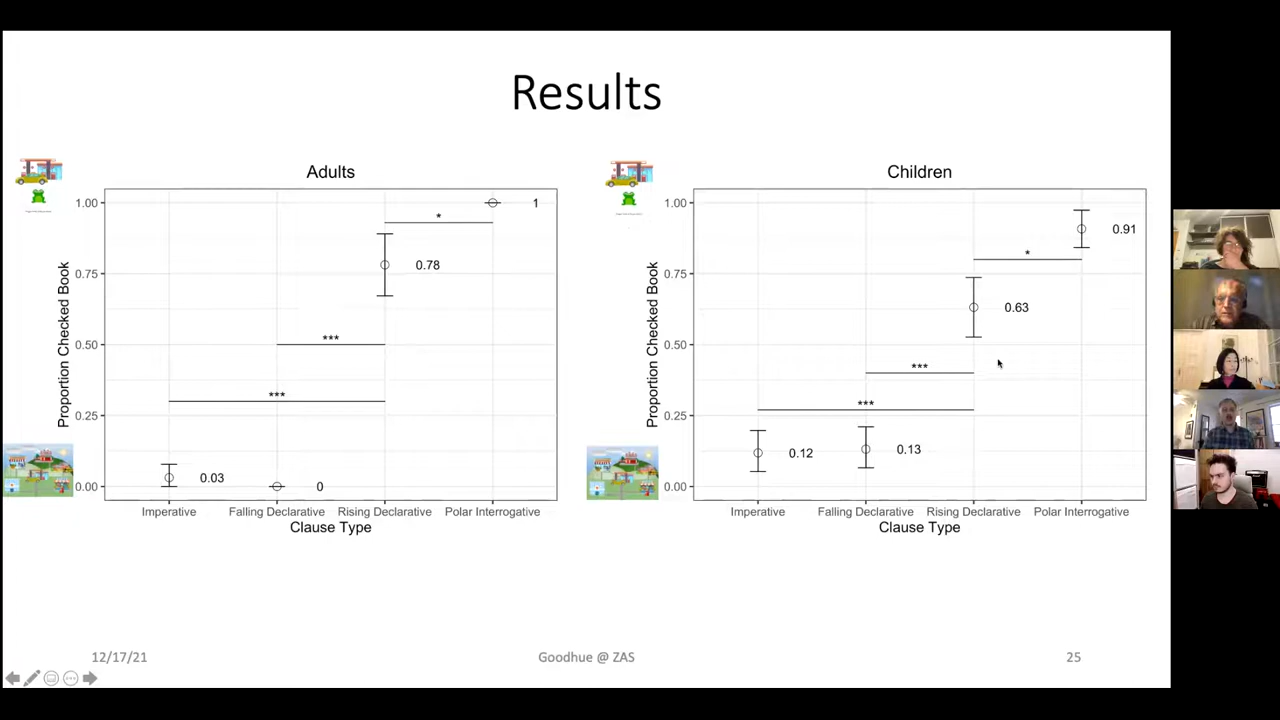 Results
Adults
Proportion Checked Book
1.00
0.75
0.50
0.25
0.00
1
*
0.78
***
***
0.03
0
Imperative
Falling Declarative
Rising Declarative
Polar Interrogative
Clause Type
Children
Proportion Checked Book
1.00
0.75
0.50
0.25
0.00
0.91
*
0.63
***
***
0.12
0.13
Imperative
Falling Declarative
Rising Declarative
Polar Interrogative
Clause Type
12/17/21
Goodhue @ ZAS
25